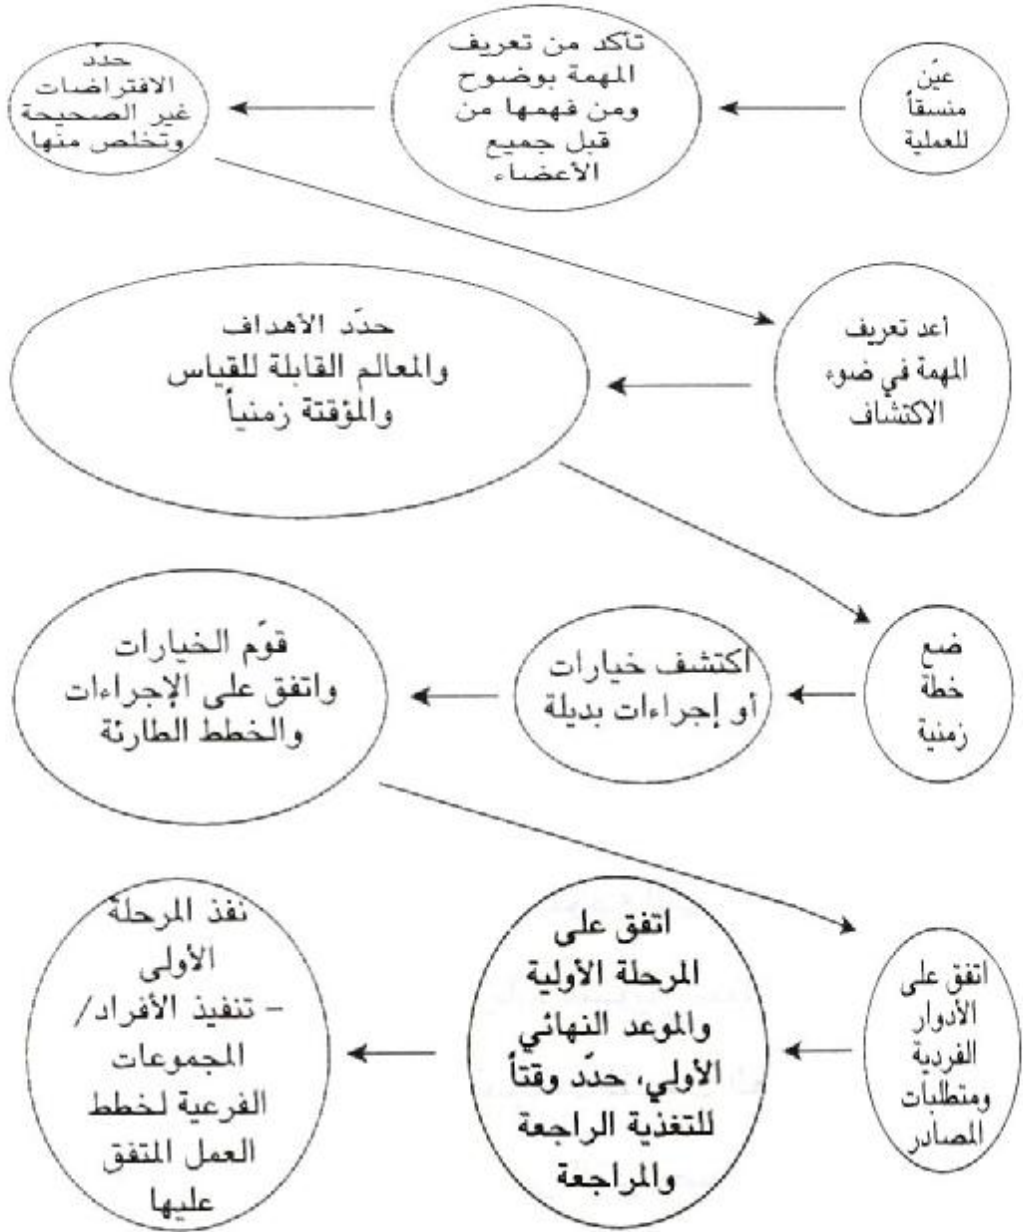 عيّن
منسقاً
للعملية
تأكد من تعريف
المهمة بوضوح
ومن فهمها من
قبل جميع
الأعضاء
حدّد
الافتراضات
غير الصحيحة
وتخلص منها
أعد تعريف
المهمة في ضوء
الاكتشاف
حدّد الأهداف
والمعالم القابلة للقياس
والمؤقتة زمنياً
ضع
خطة
زمنية
اكتشف خيارات
أو إجراءات بديلة
قوّم الخيارات
واتفق على الإجراءات
والخطط الطارئة
اتفق على
الأدوار
الفردية
ومتطلبات
المصادر
اتفق على
المرحلة الأولية
والموعد النهائي
الأولي، حدّد وقتاً
للتغذية الراجعة
والمراجعة
نفذ المرحلة
الأولى
- تنفيذ الأفراد/
المجموعات
الفرعية لخطط
العمل المتفق
عليها